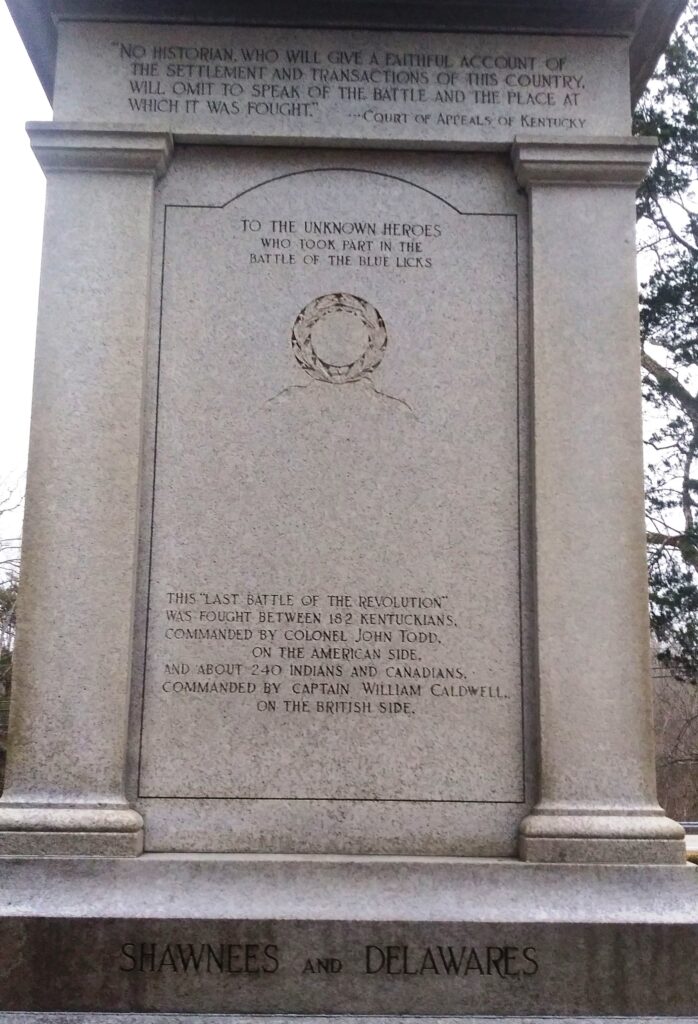 "NO HISTORIAN, WHO WILL GIVE A FAITHFUL ACCOUNT OF
THE SETTLEMENT AND TRANSACTIONS OF THIS COUNTRY,
WILL OMIT TO SPEAK OF THE BATTLE AND THE PLACE AT
WHICH IT WAS FOUGHT." ---COURT OF APPEALS OF KENTUCKY
TO THE UNKNOWN HEROES
WHO TOOK PART IN THE
BATTLE OF THE BLUE LICKS
THIS "LAST BATTLE OF THE REVOLUTION"
WAS FOUGHT BETWEEN 182 KENTUCKIANS,
COMMANDED BY COLONEL JOHN TODD,
ON THE AMERICAN SIDE,
AND ABOUT 240 INDIANS AND CANADIANS,
COMMANDED BY CAPTAIN WILLIAM CALDWELL,
ON THE BRITISH SIDE.
SHAWNEES AND DELAWARES